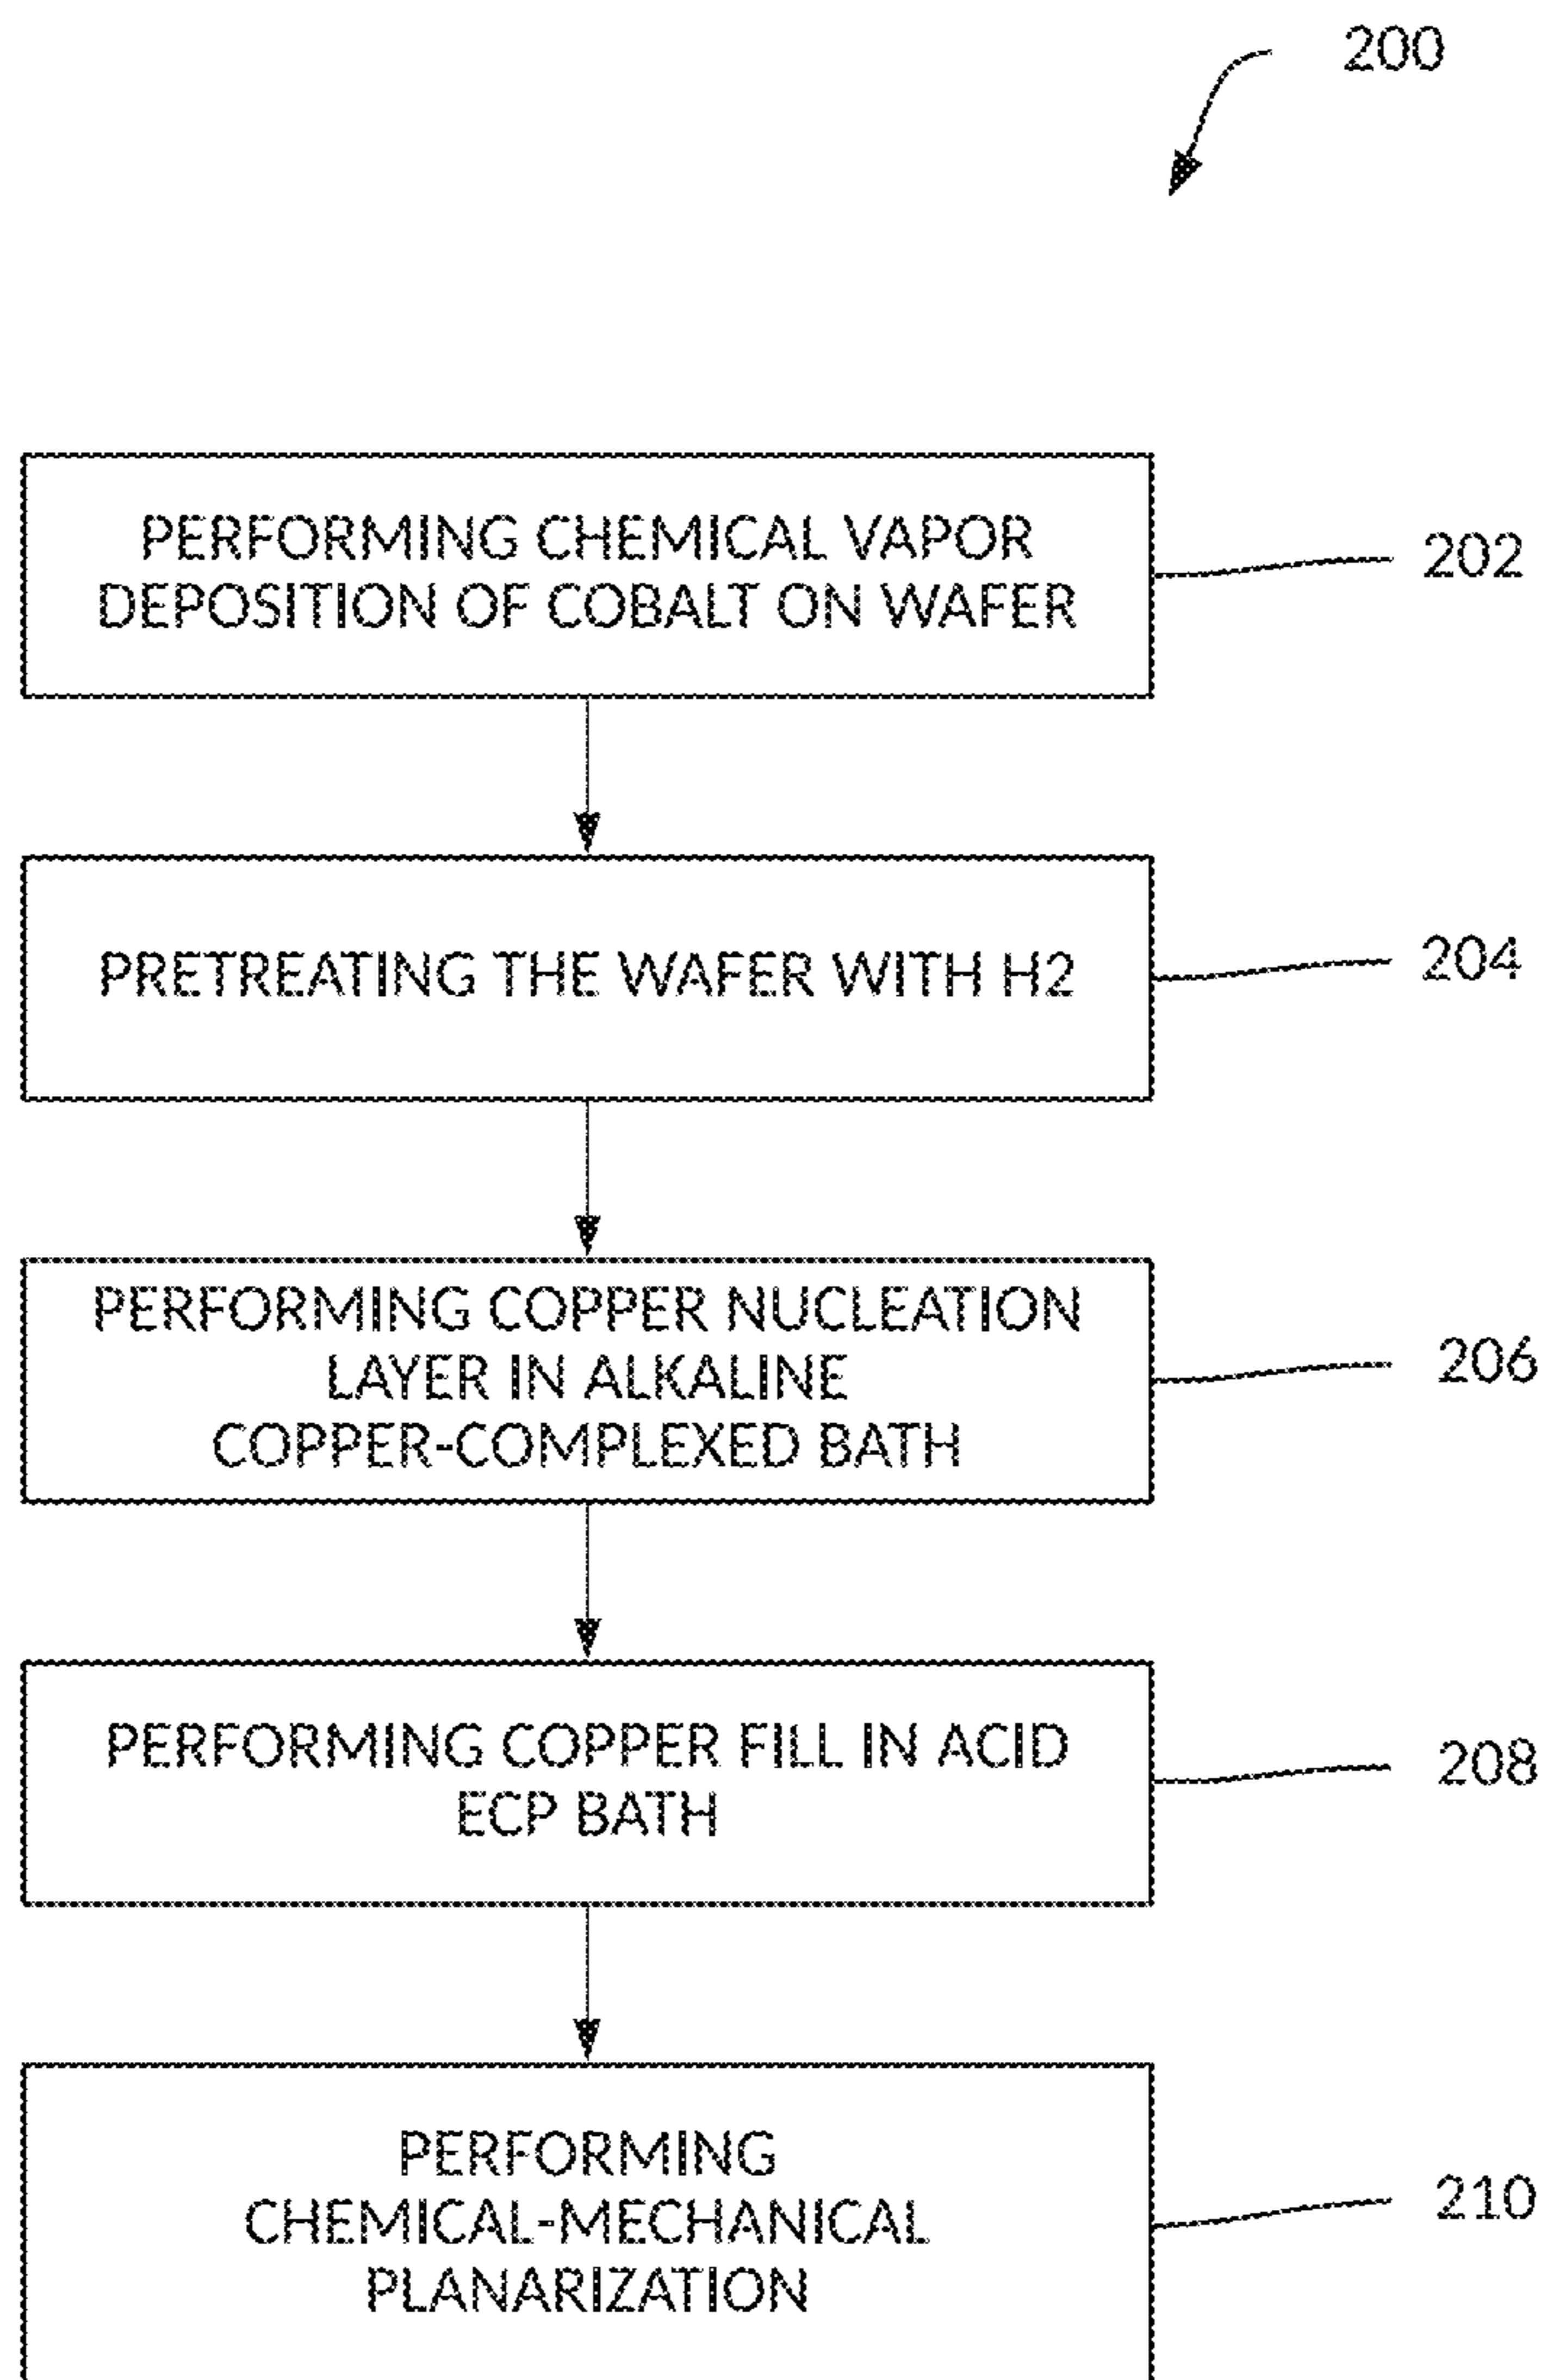 200
PERFORMING CHEMICAL VAPOR
DEPOSITION OF COBALT ON WAFER
202
PRETREATING THE WAFER WITH H2
204
PERFORMING COPPER NUCLEATION
LAYER IN ALKALINE
COPPER-COMPLEXED BATH
206
PERFORMING COPPER FILL IN ACID
ECP BATH
208
PERFORMING
CHEMICAL-MECHANICAL
PLANARIZATION
210